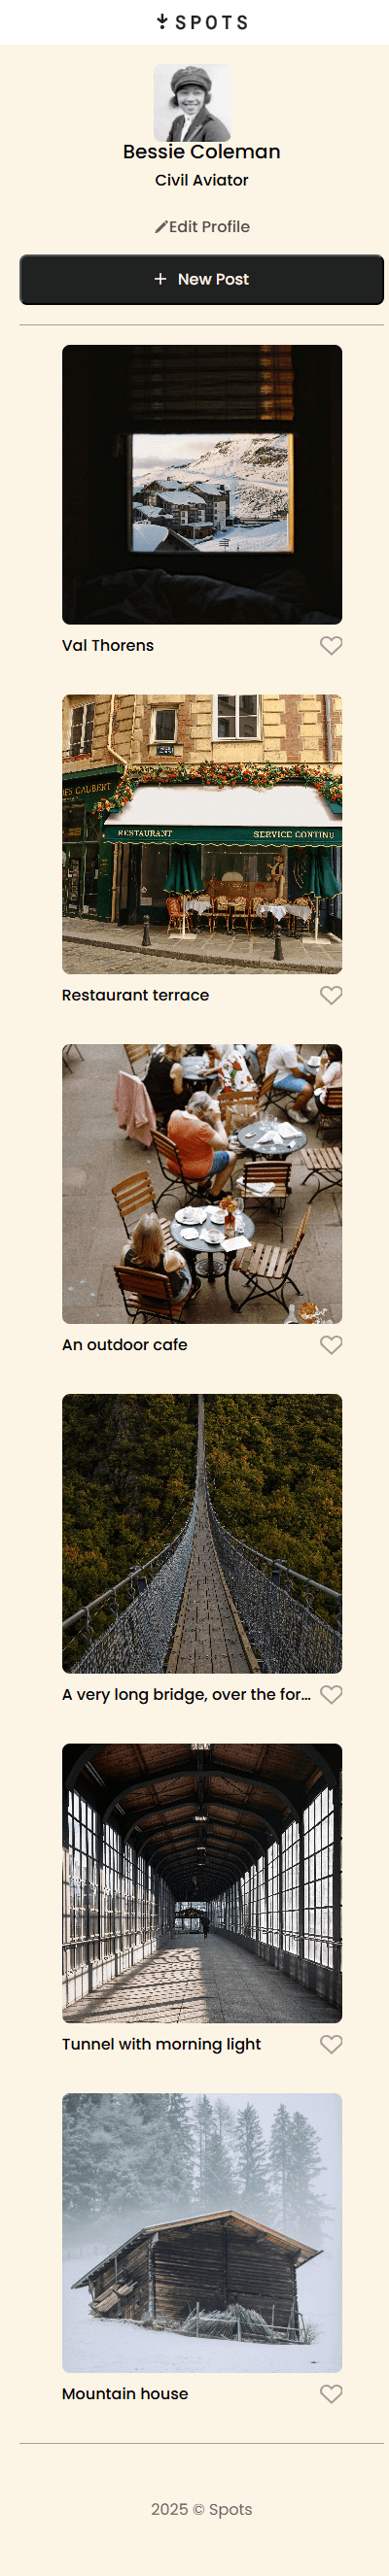 SPOTS
Bessie Coleman
Civil Aviator
Edit Profile
+ New Post
Val Thorens
ES GALBERT
RESTAURANT SERVICE CONTINU
Restaurant terrace
An outdoor cafe
A very long bridge, over the for...
Tunnel with morning light
Mountain house
2025 © Spots